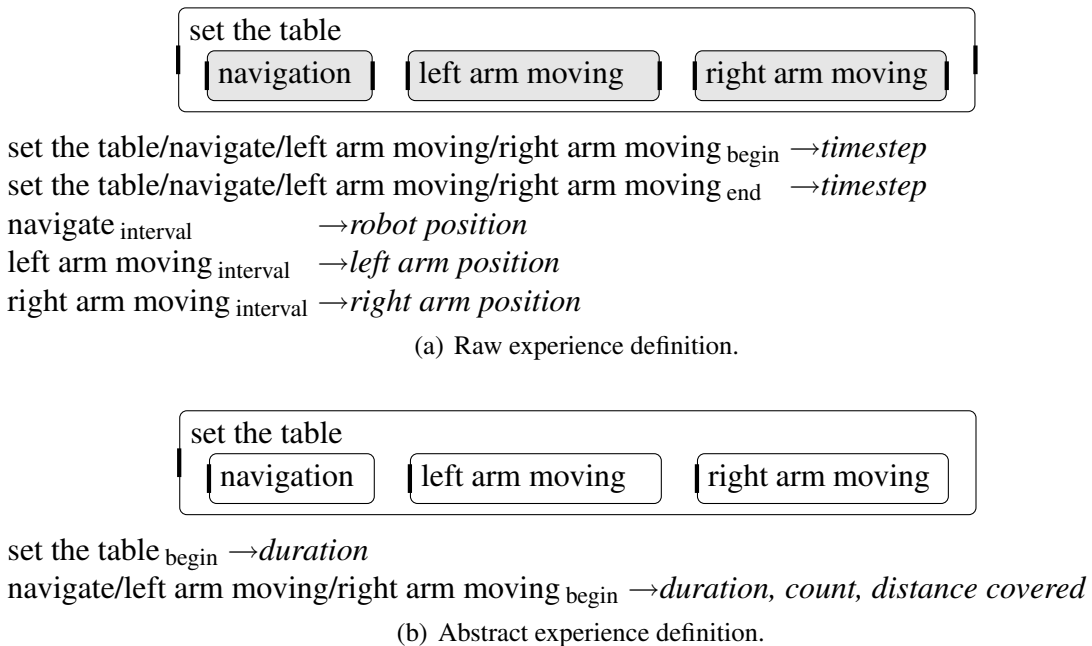 set the table
navigation left arm moving right arm moving
set the table/navigate/left arm moving/right arm moving begin →timestep
set the table/navigate/left arm moving/right arm moving end →timestep
navigate interval →robot position
left arm moving interval →left arm position
right arm moving interval →right arm position
(a) Raw experience definition.
set the table
navigation left arm moving right arm moving
set the table begin →duration
navigate/left arm moving/right arm moving begin →duration, count, distance covered
(b) Abstract experience definition.